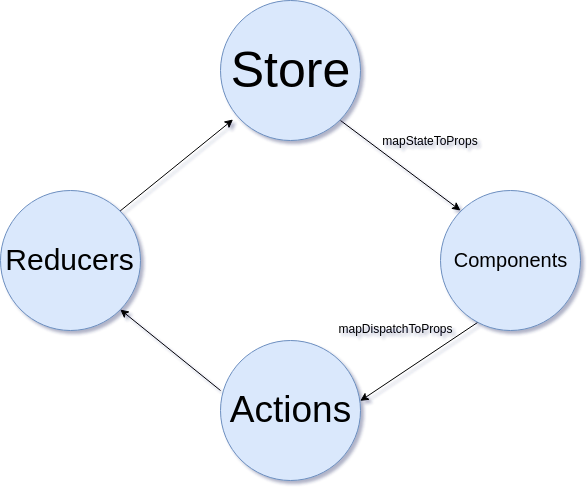 Store
mapStateToProps
Reducers
Components
mapDispatchToProps
Actions